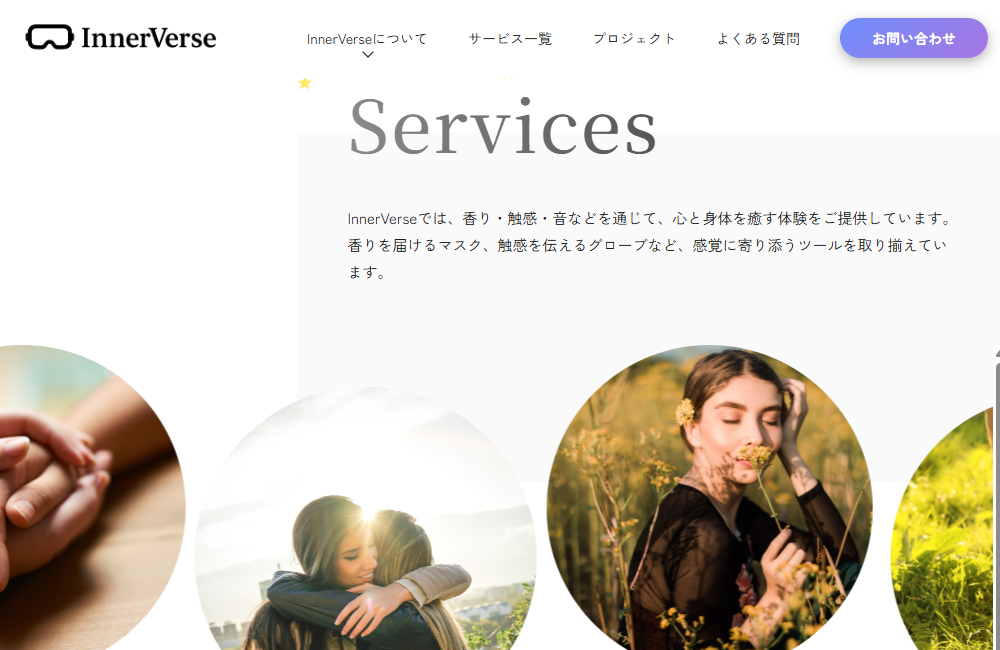 InnerVerse
InnerVerseについて
サービス一覧
プロジェクト
よくある質問
お問い合わせ
Services
InnerVerseでは、香り・触感・音などを通じて、心と身体を癒す体験をご提供しています。
香りを届けるマスク、触感を伝えるグローブなど、感覚に寄り添うツールを取り揃えてい
ます。